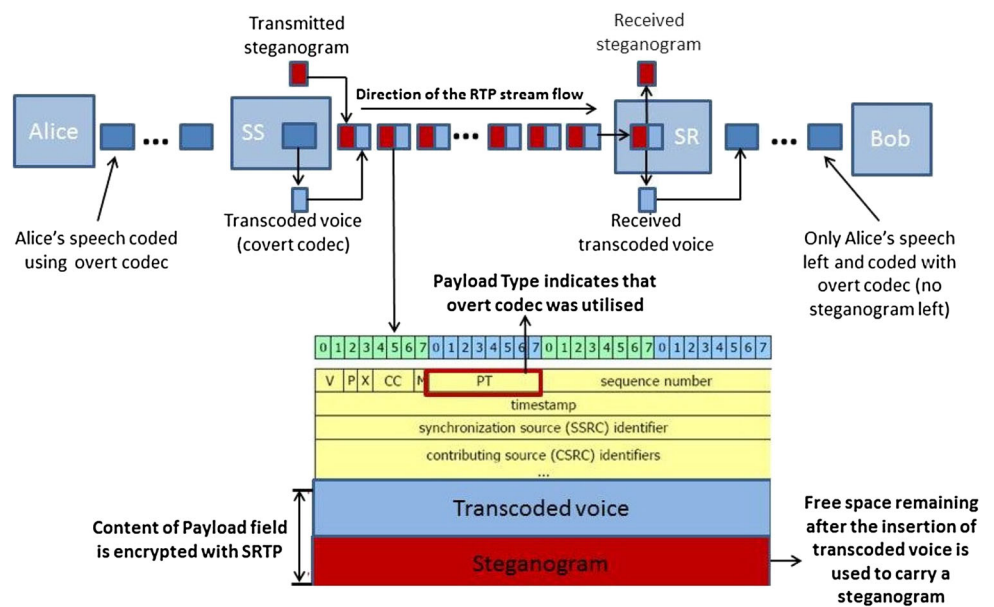 Transmitted
steganogram
Received
steganogram
Direction of the RTP stream flow
Alice
SS
SR
Bob
Transcoded voice
(covert codec)
Received
transcoded voice
Alice's speech coded
using overt codec
Only Alice's speech
left and coded with
overt codec (no
steganogram left)
Payload Type indicates that
overt codec was utilised
0 1 2 3 4 5 6 7 0 1 2 3 4 5 6 7 0 1 2 3 4 5 6 7 0 1 2 3 4 5 6 7
V P X CC M PT sequence number
timestamp
synchronization source (SSRC) identifier
contributing source (CSRC) identifiers
...
Transcoded voice
Steganogram
Content of Payload field
is encrypted with SRTP
Free space remaining
after the insertion of
transcoded voice is
used to carry a
steganogram